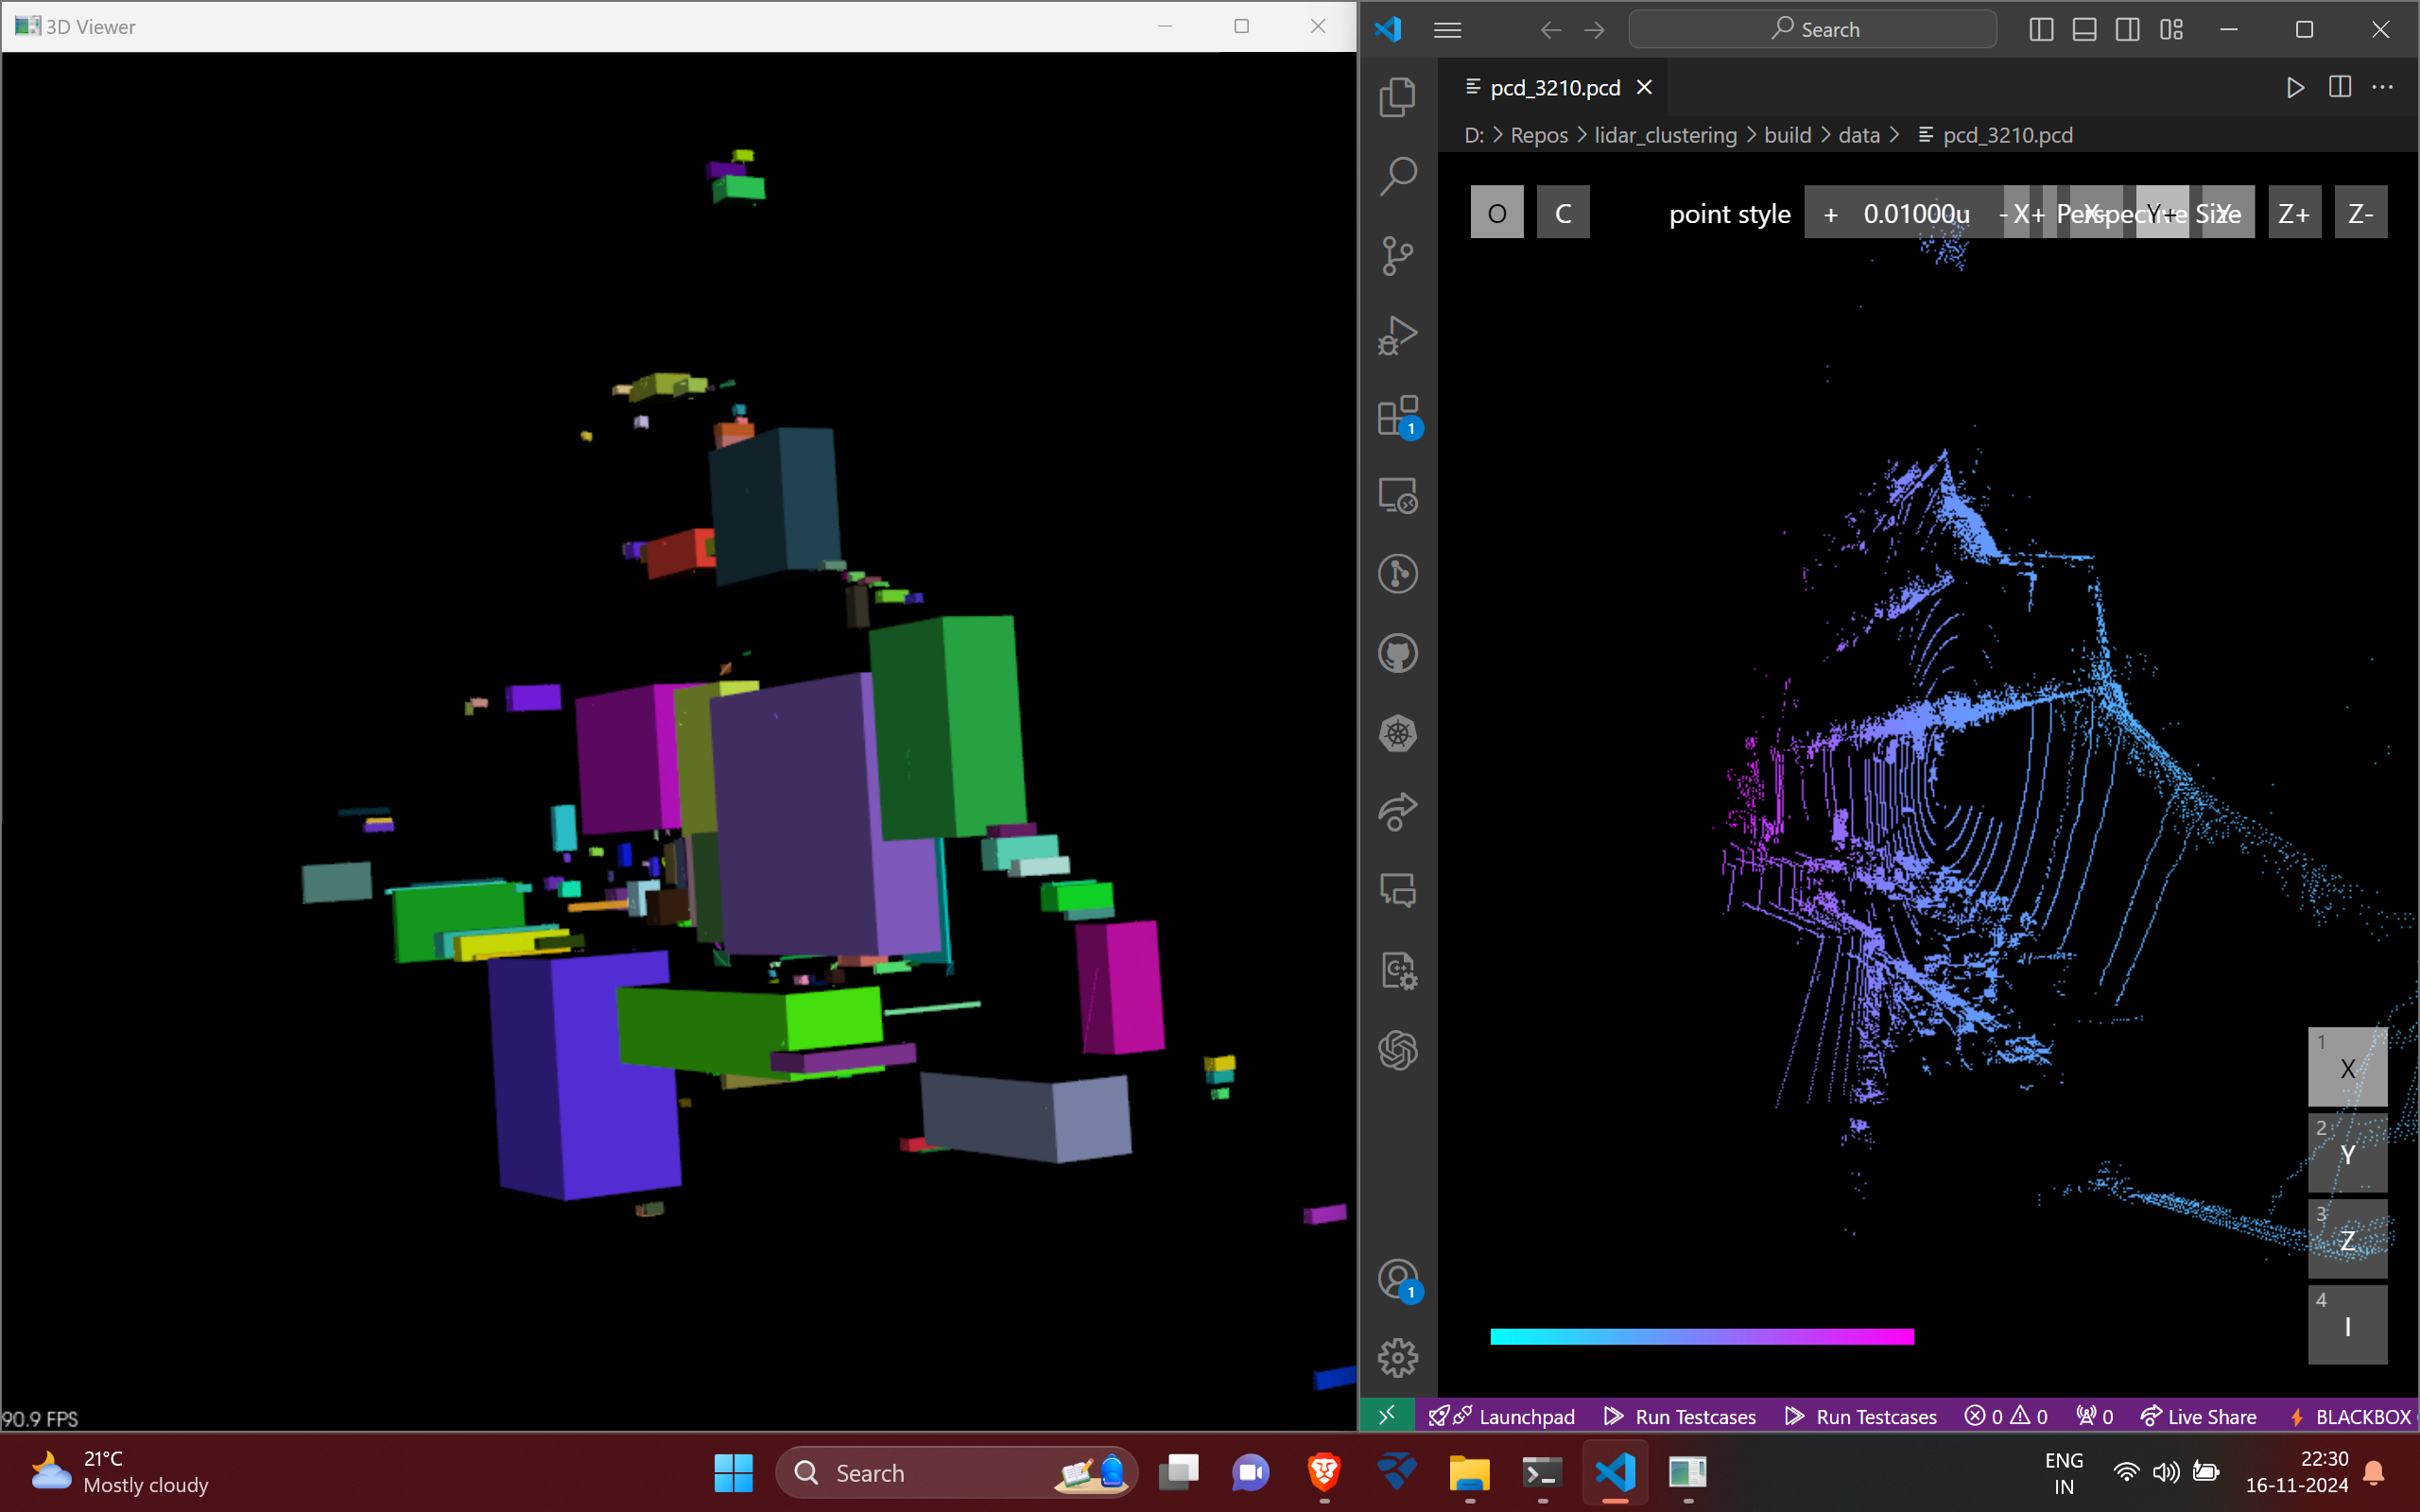 3D Viewer
90.9 FPS
Search
pcd_3210.pcd
D: > Repos > lidar_clustering > build > data > pcd_3210.pcd
O C point style + 0.01000u - X+ X- Perspective Y+ Y- Size Z+ Z-
1
1
1
X
2
Y
3
Z
4
I
Launchpad Run Testcases Run Testcases 0 0 0 Live Share BLACKBOX
21°C
Mostly cloudy
Search
ENG
IN
22:30
16-11-2024